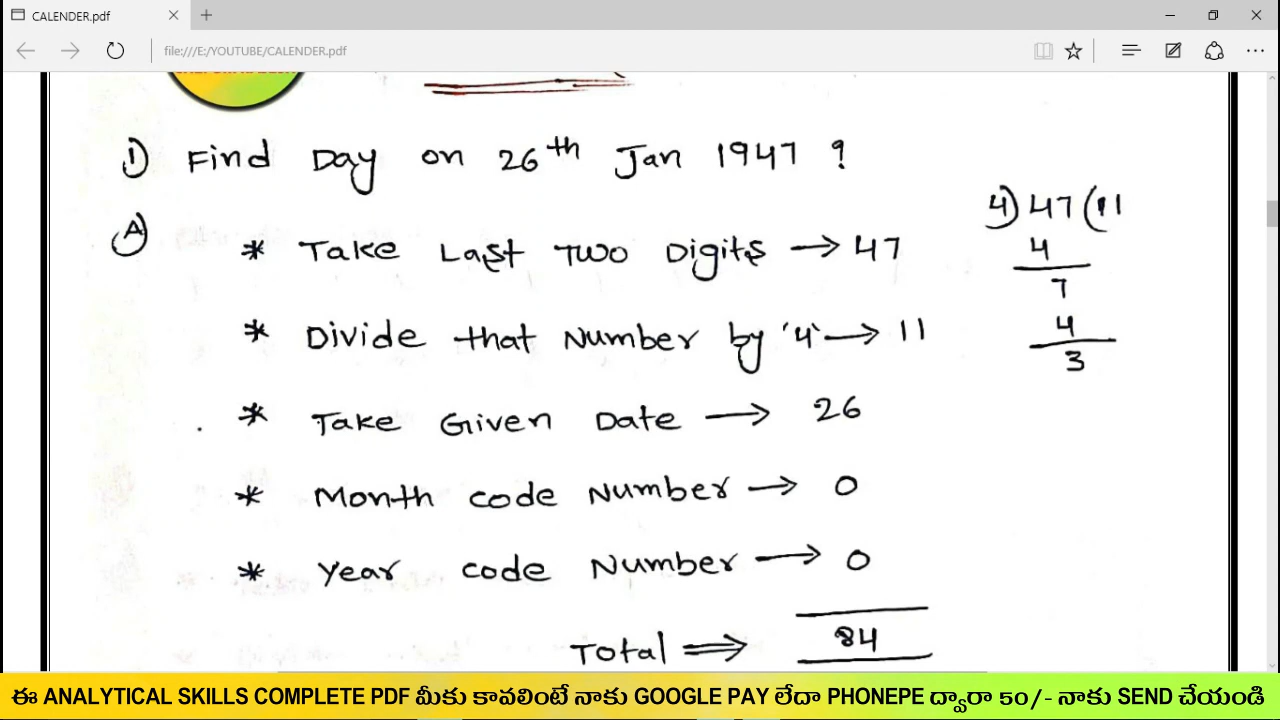 CALENDER.pdf
file:///E:/YOUTUBE/CALENDER.pdf
1) Find Day on 26th Jan 1947 ?
A)
* Take Last Two Digits → 47
4) 47 (11
4
7
4
3
* Divide that Number by '4' → 11
* Take Given Date → 26
* Month code Number → 0
* Year code Number → 0
Total ⇒ 84
ఈ ANALYTICAL SKILLS COMPLETE PDF మీకు కావలింటే నాకు GOOGLE PAY లేదా PHONEPE ద్వారా 50/- నాకు SEND చేయండి